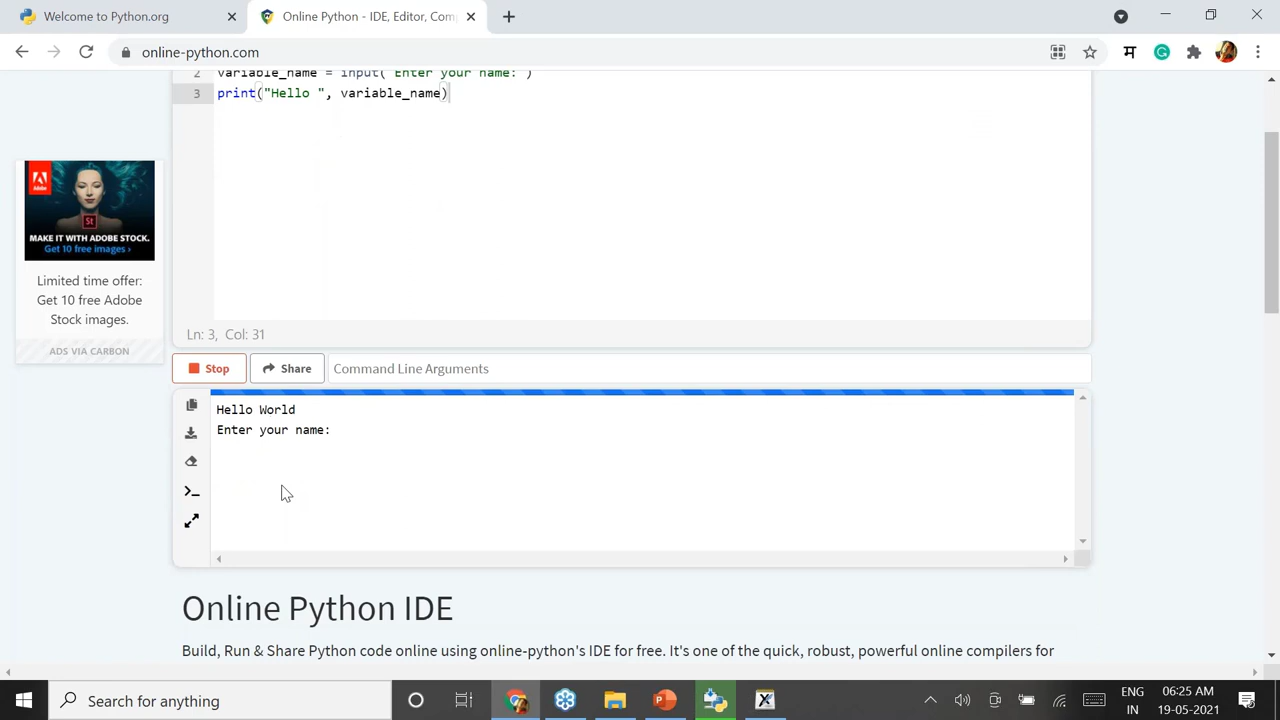 Welcome to Python.org
Online Python - IDE, Editor, Com
online-python.com
म
2 variable_name = input("Enter your name: ")
3 print("Hello ", variable_name)
A
Adobe
St
MAKE IT WITH ADOBE STOCK.
Get 10 free images ›
Limited time offer:
Get 10 free Adobe
Stock images.
ADS VIA CARBON
Ln: 3, Col: 31
Stop
Share
Command Line Arguments
Hello World
Enter your name:
Online Python IDE
Build, Run & Share Python code online using online-python's IDE for free. It's one of the quick, robust, powerful online compilers for
Search for anything
ENG
IN
06:25 AM
19-05-2021